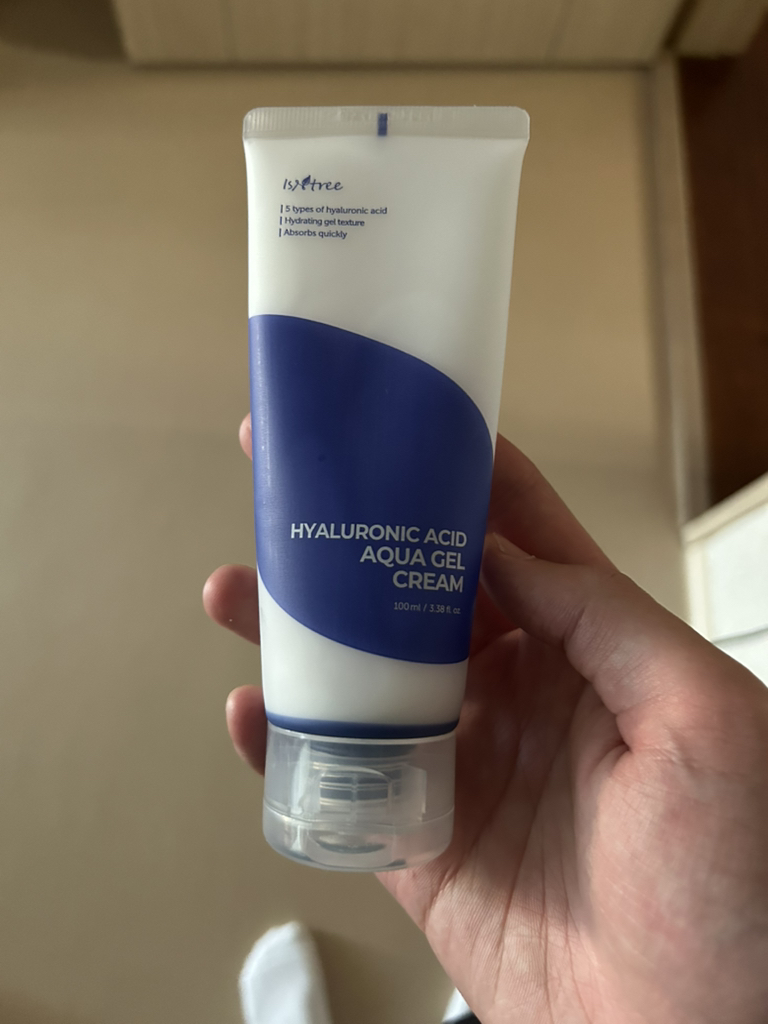 Isntree
5 types of hyaluronic acid
Hydrating gel texture
Absorbs quickly
HYALURONIC ACID
AQUA GEL
CREAM
100 ml / 3.38 fl. oz